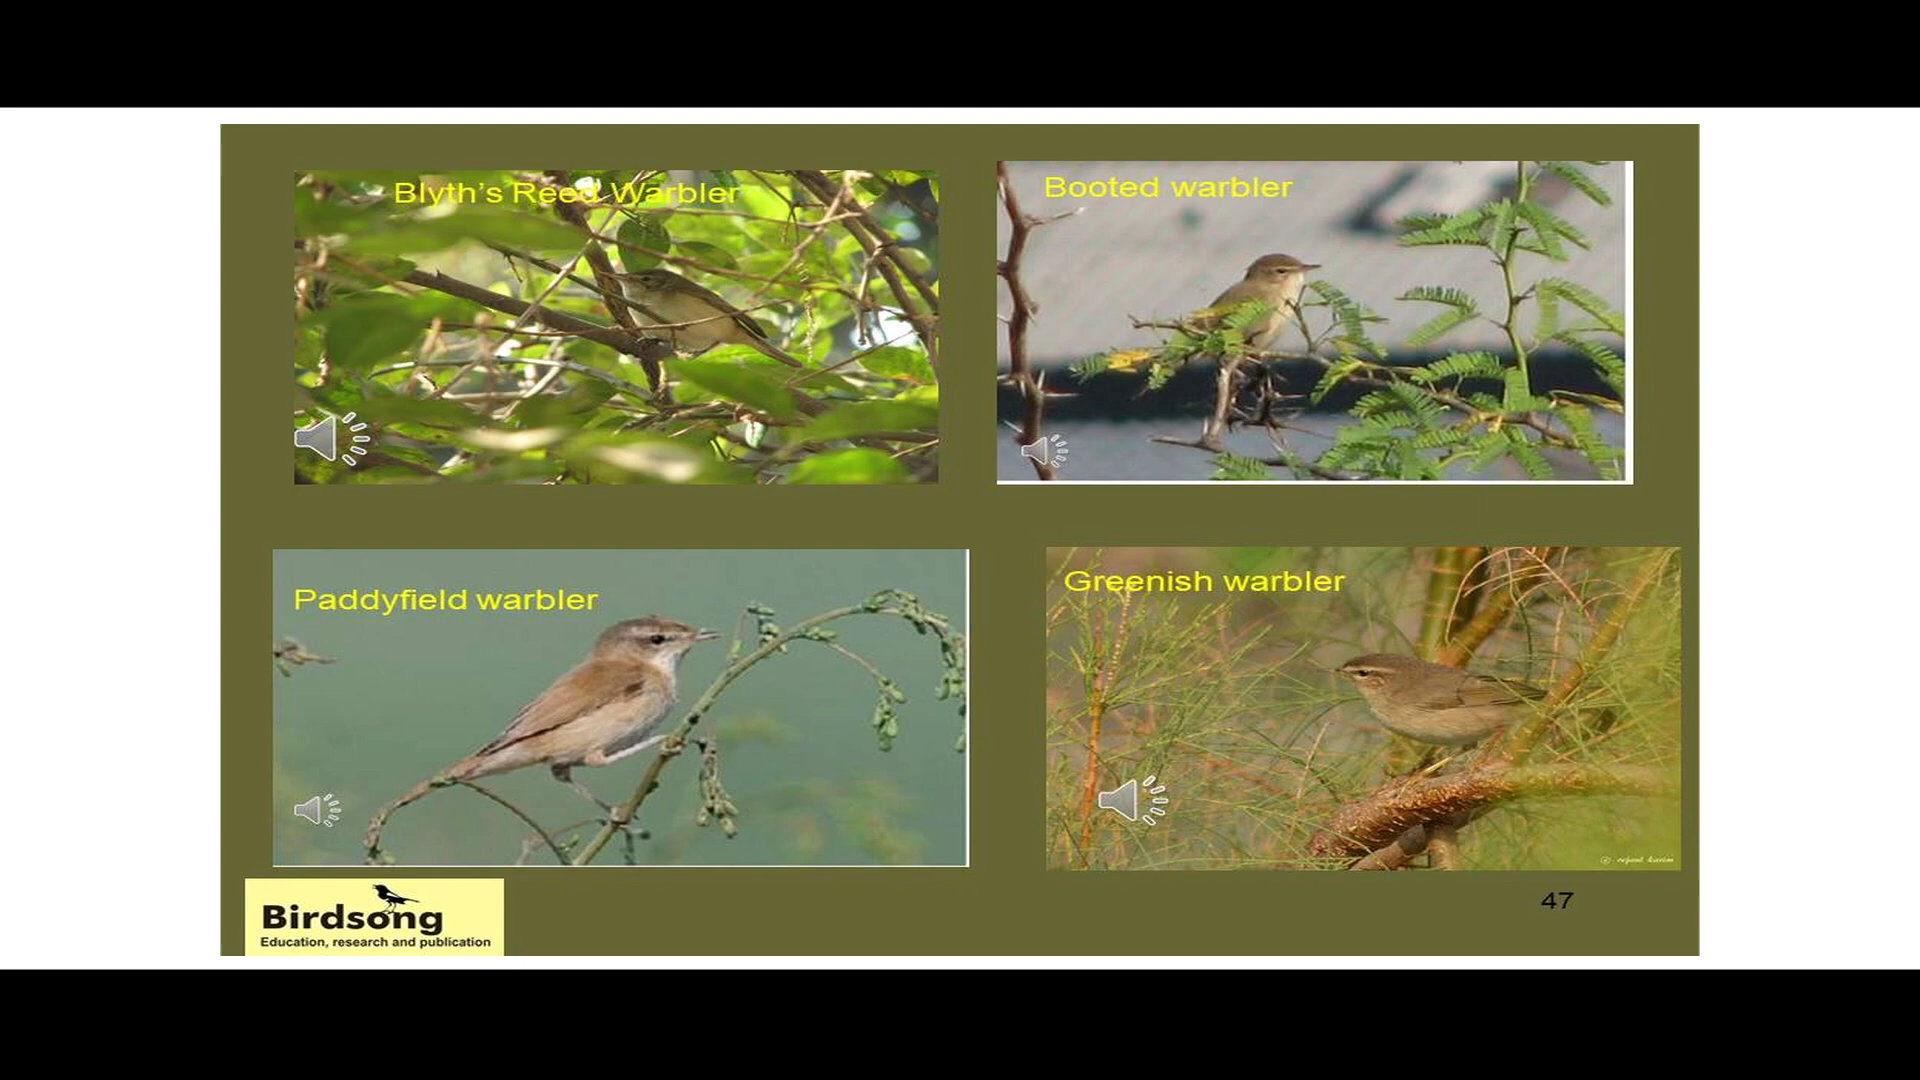 Blyth's Reed Warbler
Booted warbler
Paddyfield warbler
Greenish warbler
47
Birdsong
Education, research and publication